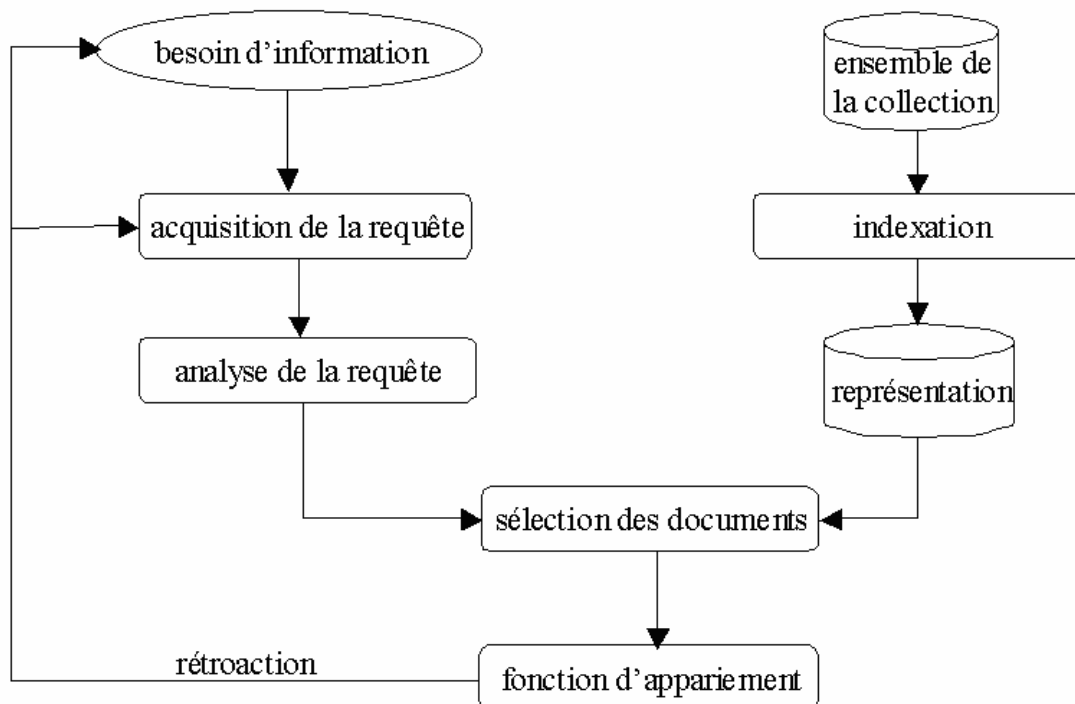 besoin d'information
ensemble de
la collection
acquisition de la requête
indexation
analyse de la requête
représentation
sélection des documents
rétroaction
fonction d'appariement